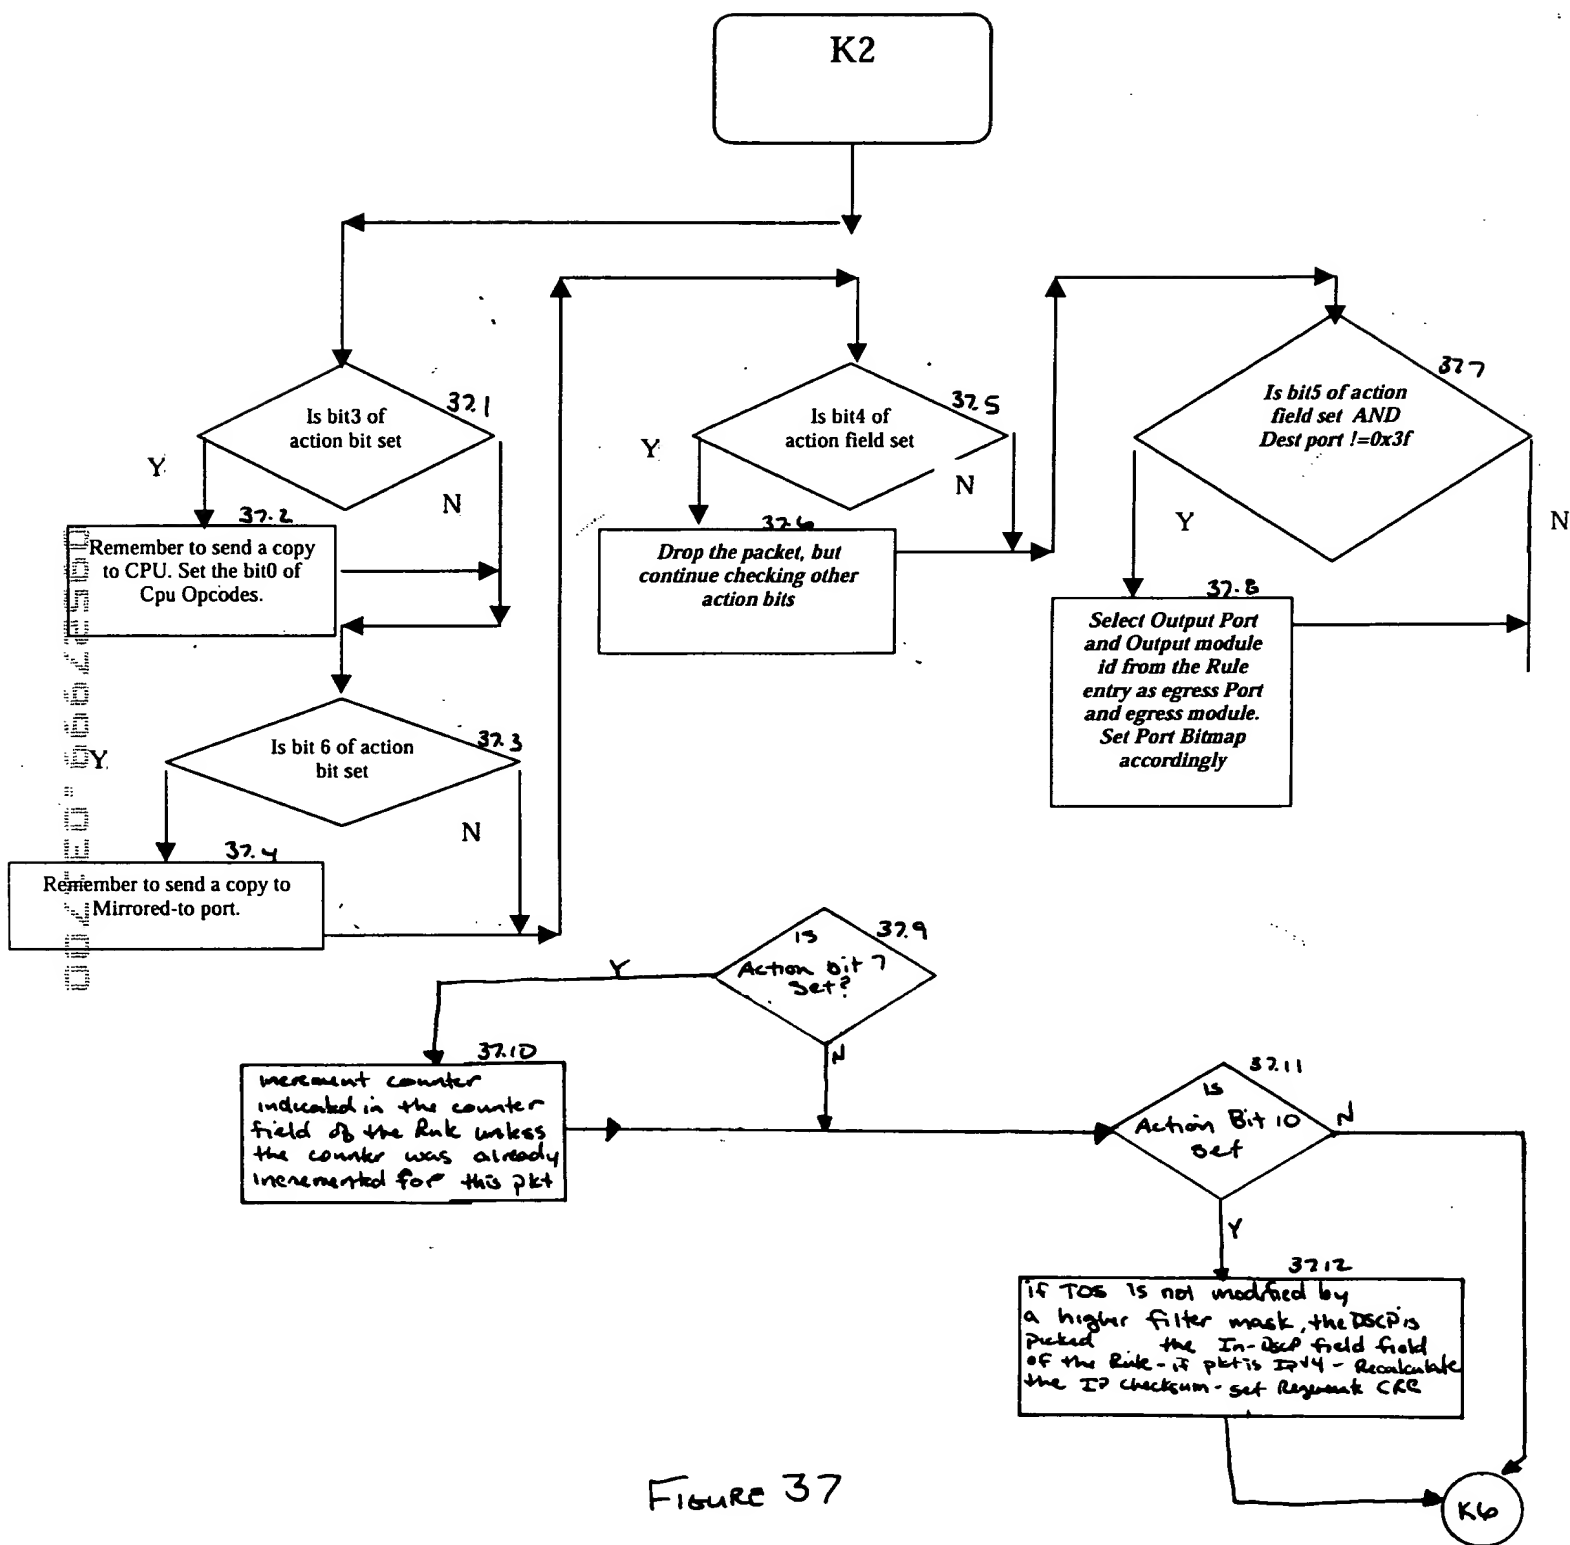 K2
37.1
Is bit3 of
action bit set
Y
N
37.2
Remember to send a copy
to CPU. Set the bit0 of
Cpu Opcodes.
37.3
Is bit 6 of action
bit set
Y
N
37.4
Remember to send a copy to
Mirrored-to port.
37.5
Is bit4 of
action field set
Y
N
37.6
Drop the packet, but
continue checking other
action bits
37.7
Is bit5 of action
field set AND
Dest port !=0x3f
Y
N
37.8
Select Output Port
and Output module
id from the Rule
entry as egress Port
and egress module.
Set Port Bitmap
accordingly
37.9
is
Action bit 7
set?
Y
N
37.10
increment counter
indicated in the counter
field of the Rule unless
the counter was already
incremented for this pkt
37.11
is
Action Bit 10
set
N
Y
37.12
if TOS is not modified by
a higher filter mask, the DSCP is
picked the In-DSCP field field
of the Rule - if pkt is IPV4 - Recalculate
the IP checksum - set Regenerate CRC
K6
FIGURE 37